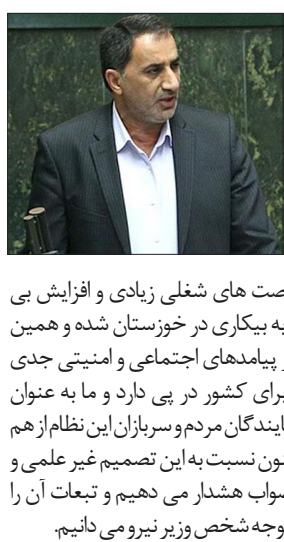 صت های شغلی زیادی و افزایش بی
به بیکاری در خوزستان شده و همین
ر پیامدهای اجتماعی و امنیتی جدی
برای کشور در پی دارد و ما به عنوان
ایندگان مردم و سربازان این نظام از هم
نون نسبت به این تصمیم غیر علمی و
صواب هشدار می دهیم و تبعات آن را
وجه شخص وزیر نیرو می دانیم.